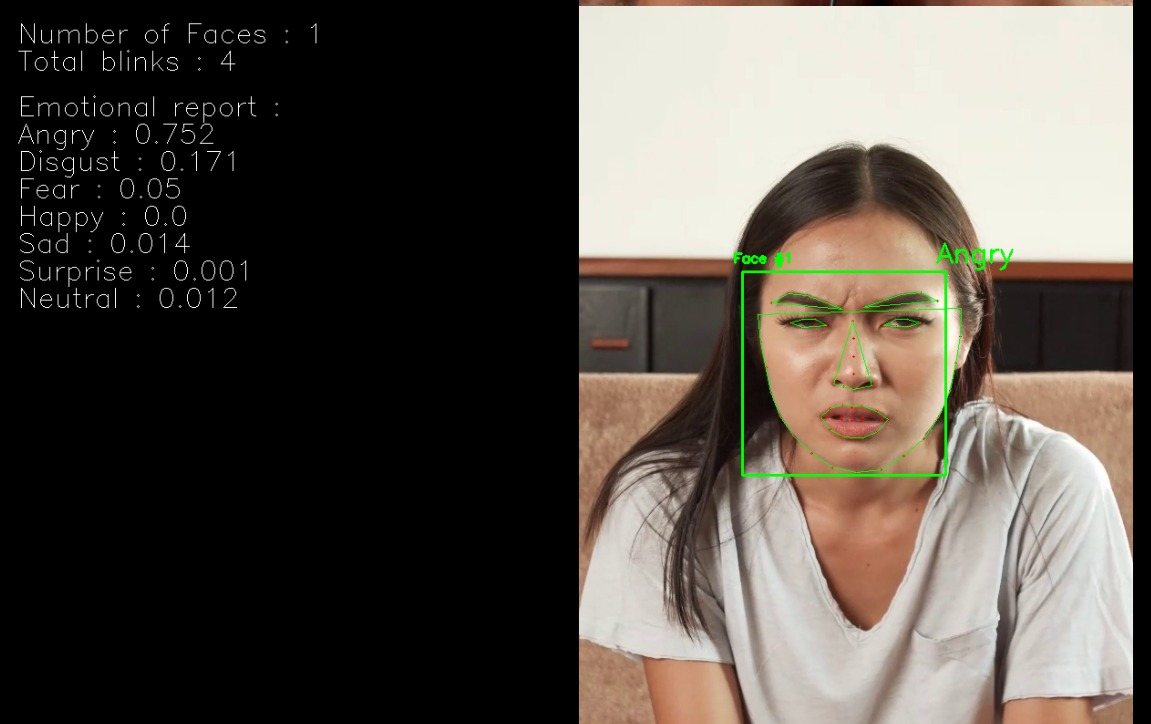 Number of Faces : 1
Total blinks : 4
Emotional report :
Angry : 0.752
Disgust : 0.171
Fear : 0.05
Happy : 0.0
Sad : 0.014
Surprise : 0.001
Neutral : 0.012
Face #1
Angry